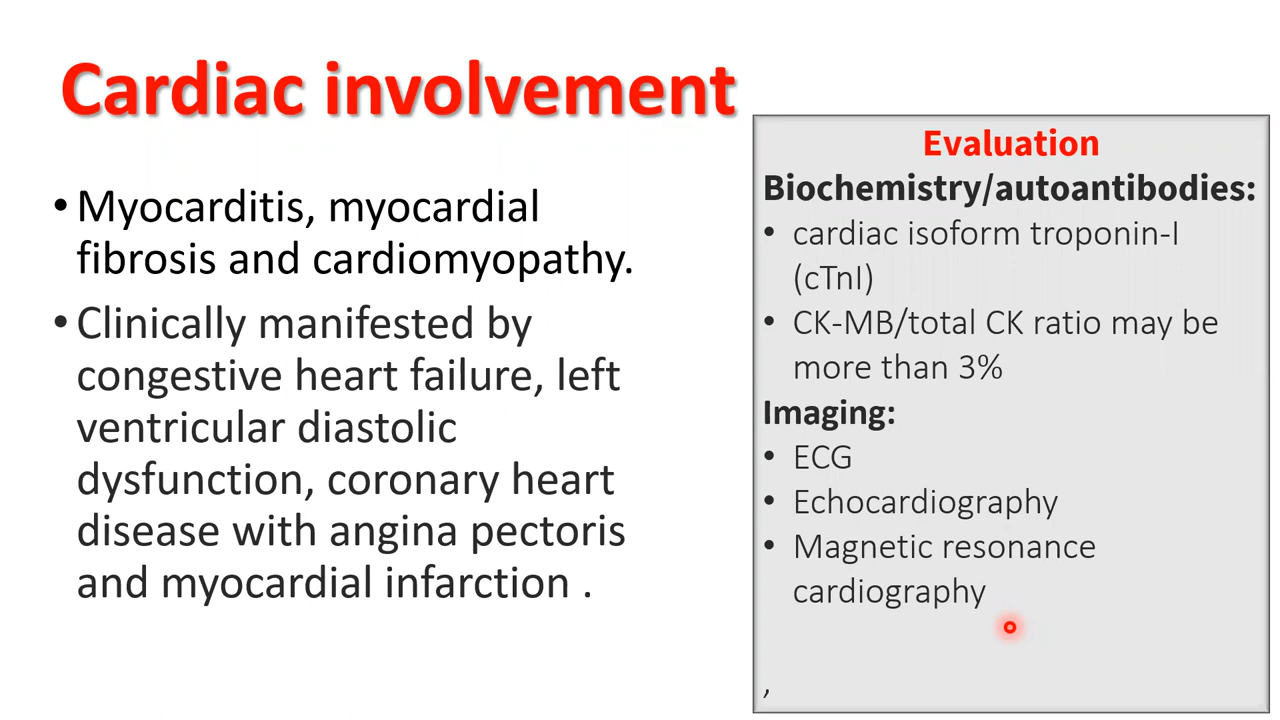 Cardiac involvement
• Myocarditis, myocardial
fibrosis and cardiomyopathy.
• Clinically manifested by
congestive heart failure, left
ventricular diastolic
dysfunction, coronary heart
disease with angina pectoris
and myocardial infarction .
Evaluation
Biochemistry/autoantibodies:
• cardiac isoform troponin-I
(cTnI)
• CK-MB/total CK ratio may be
more than 3%
Imaging:
• ECG
• Echocardiography
• Magnetic resonance
cardiography
,